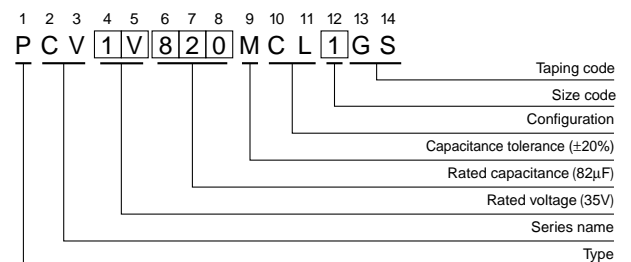 1 2 3 4 5 6 7 8 9 10 11 12 13 14
P C V 1 V 8 2 0 M C L 1 G S
Taping code
Size code
Configuration
Capacitance tolerance (±20%)
Rated capacitance (82μF)
Rated voltage (35V)
Series name
Type